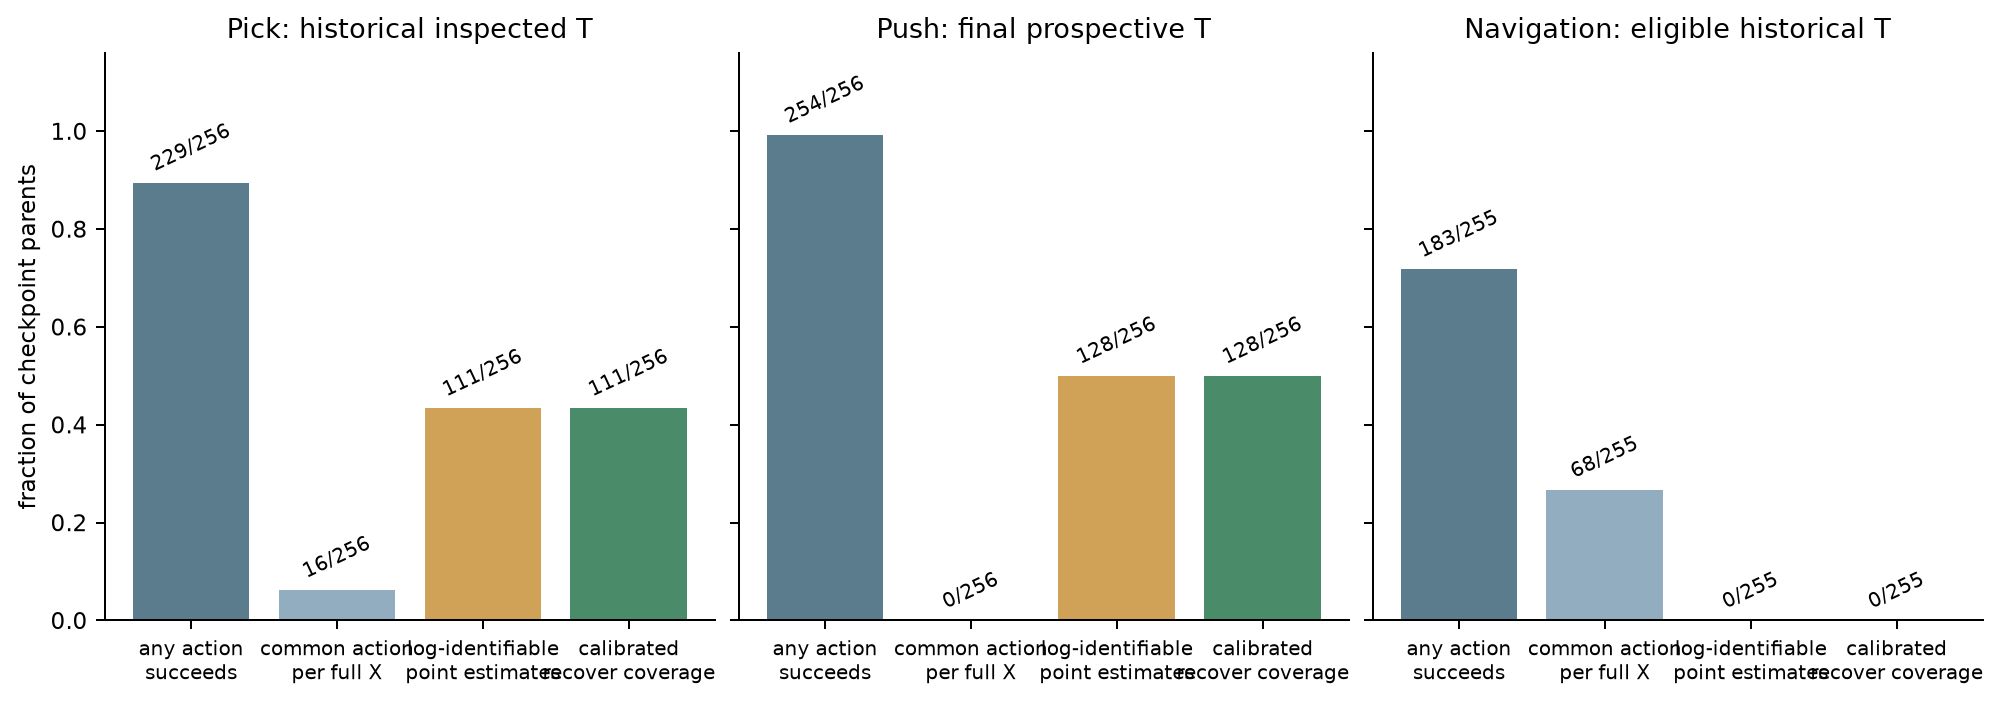 Pick: historical inspected T
Push: final prospective T
Navigation: eligible historical T
fraction of checkpoint parents
1.0
0.8
0.6
0.4
0.2
0.0
229/256
16/256
111/256
111/256
254/256
0/256
128/256
128/256
183/255
68/255
0/255
0/255
any action
succeeds
common action
per full X
log-identifiable
point estimates
calibrated
recover coverage
any action
succeeds
common action
per full X
log-identifiable
point estimates
calibrated
recover coverage
any action
succeeds
common action
per full X
log-identifiable
point estimates
calibrated
recover coverage